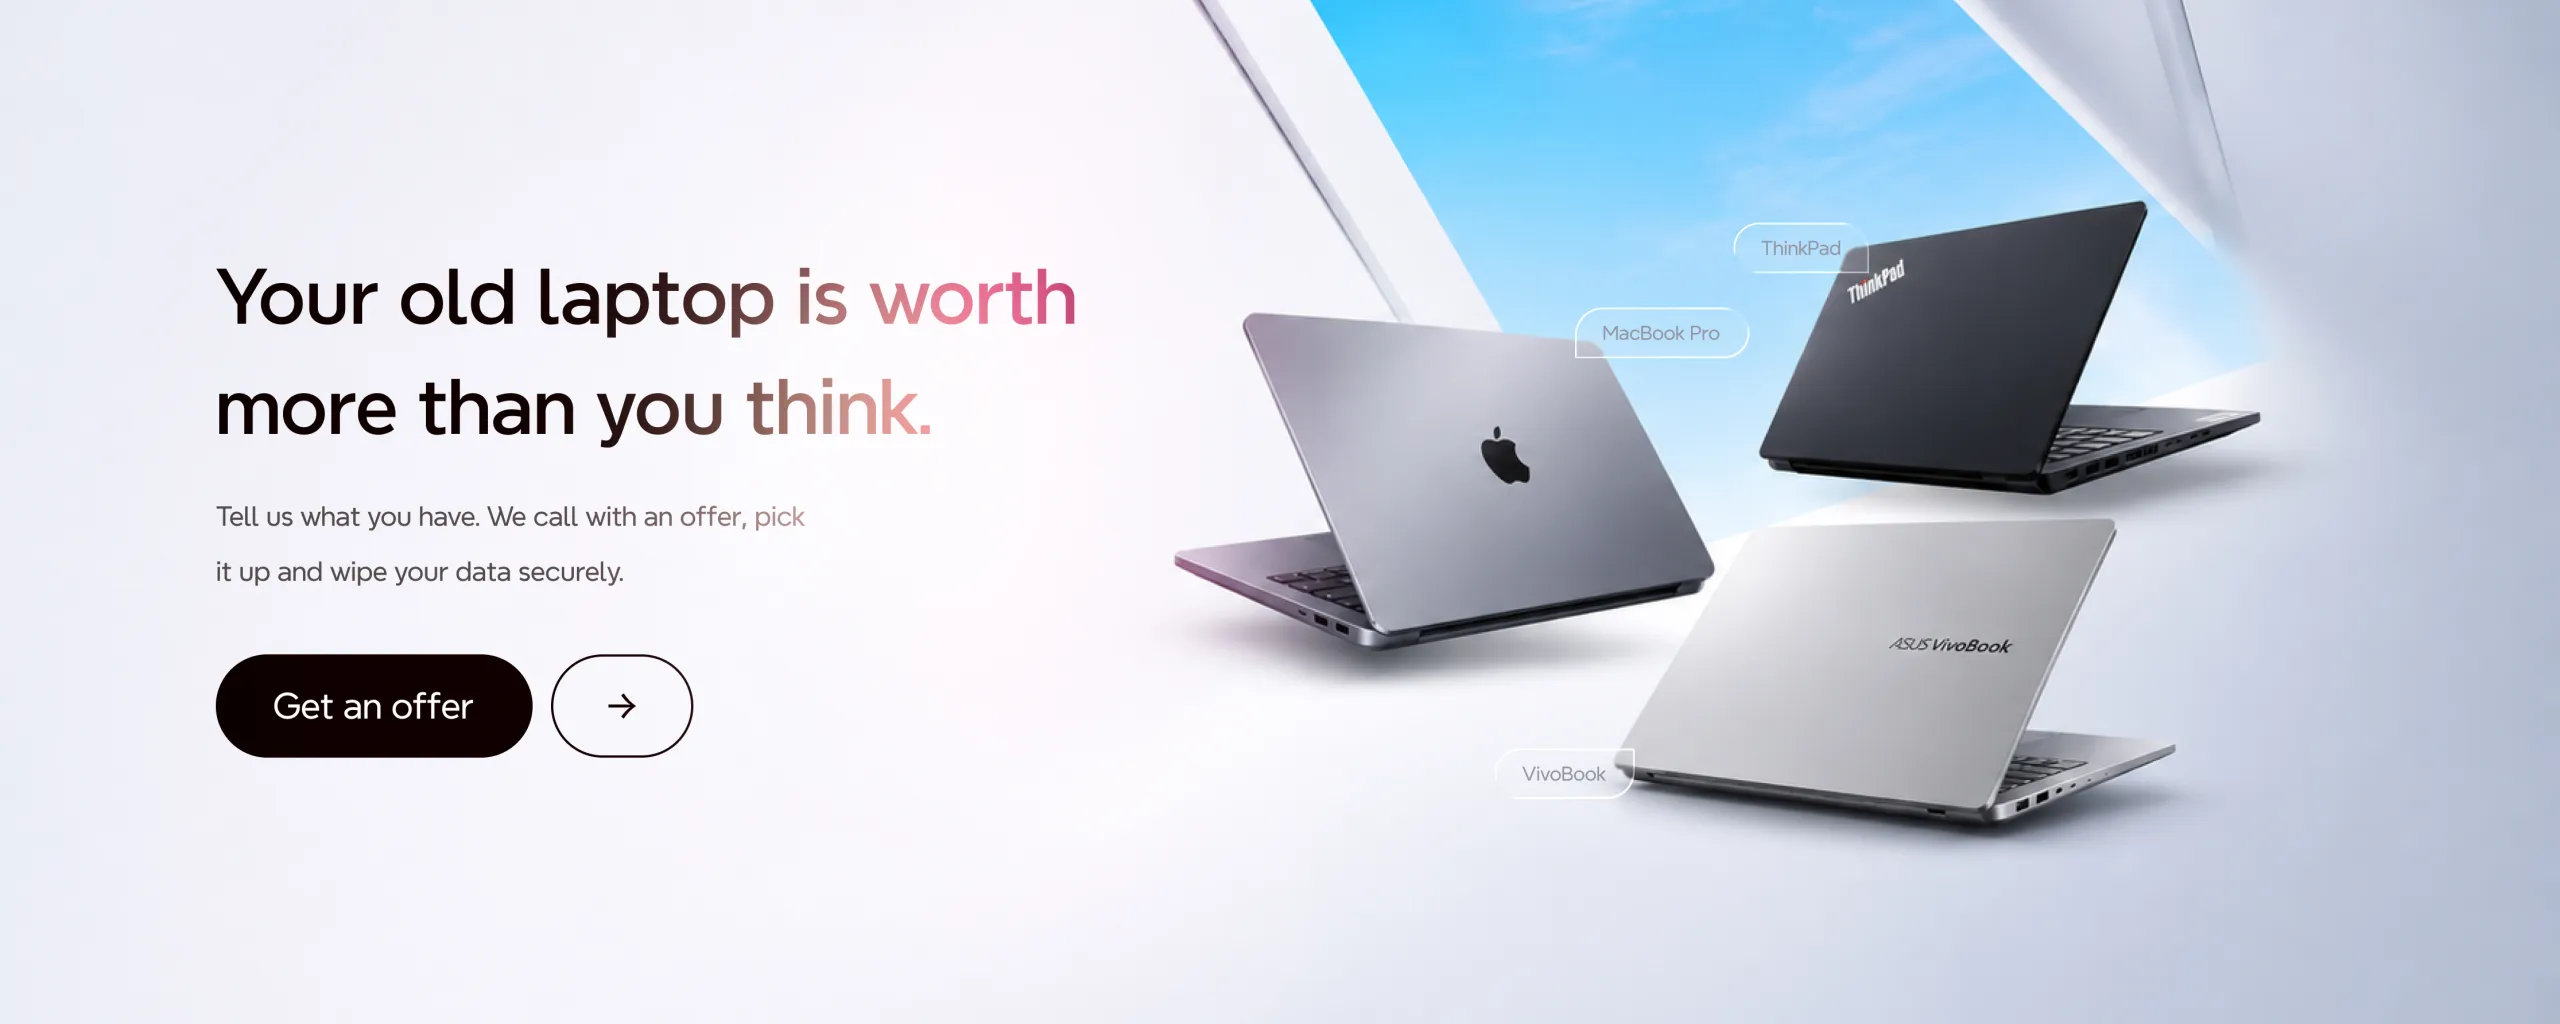 Your old laptop is worth
more than you think.
Tell us what you have. We call with an offer, pick
it up and wipe your data securely.
Get an offer
ThinkPad
ThinkPad
MacBook Pro
ASUS VivoBook
VivoBook